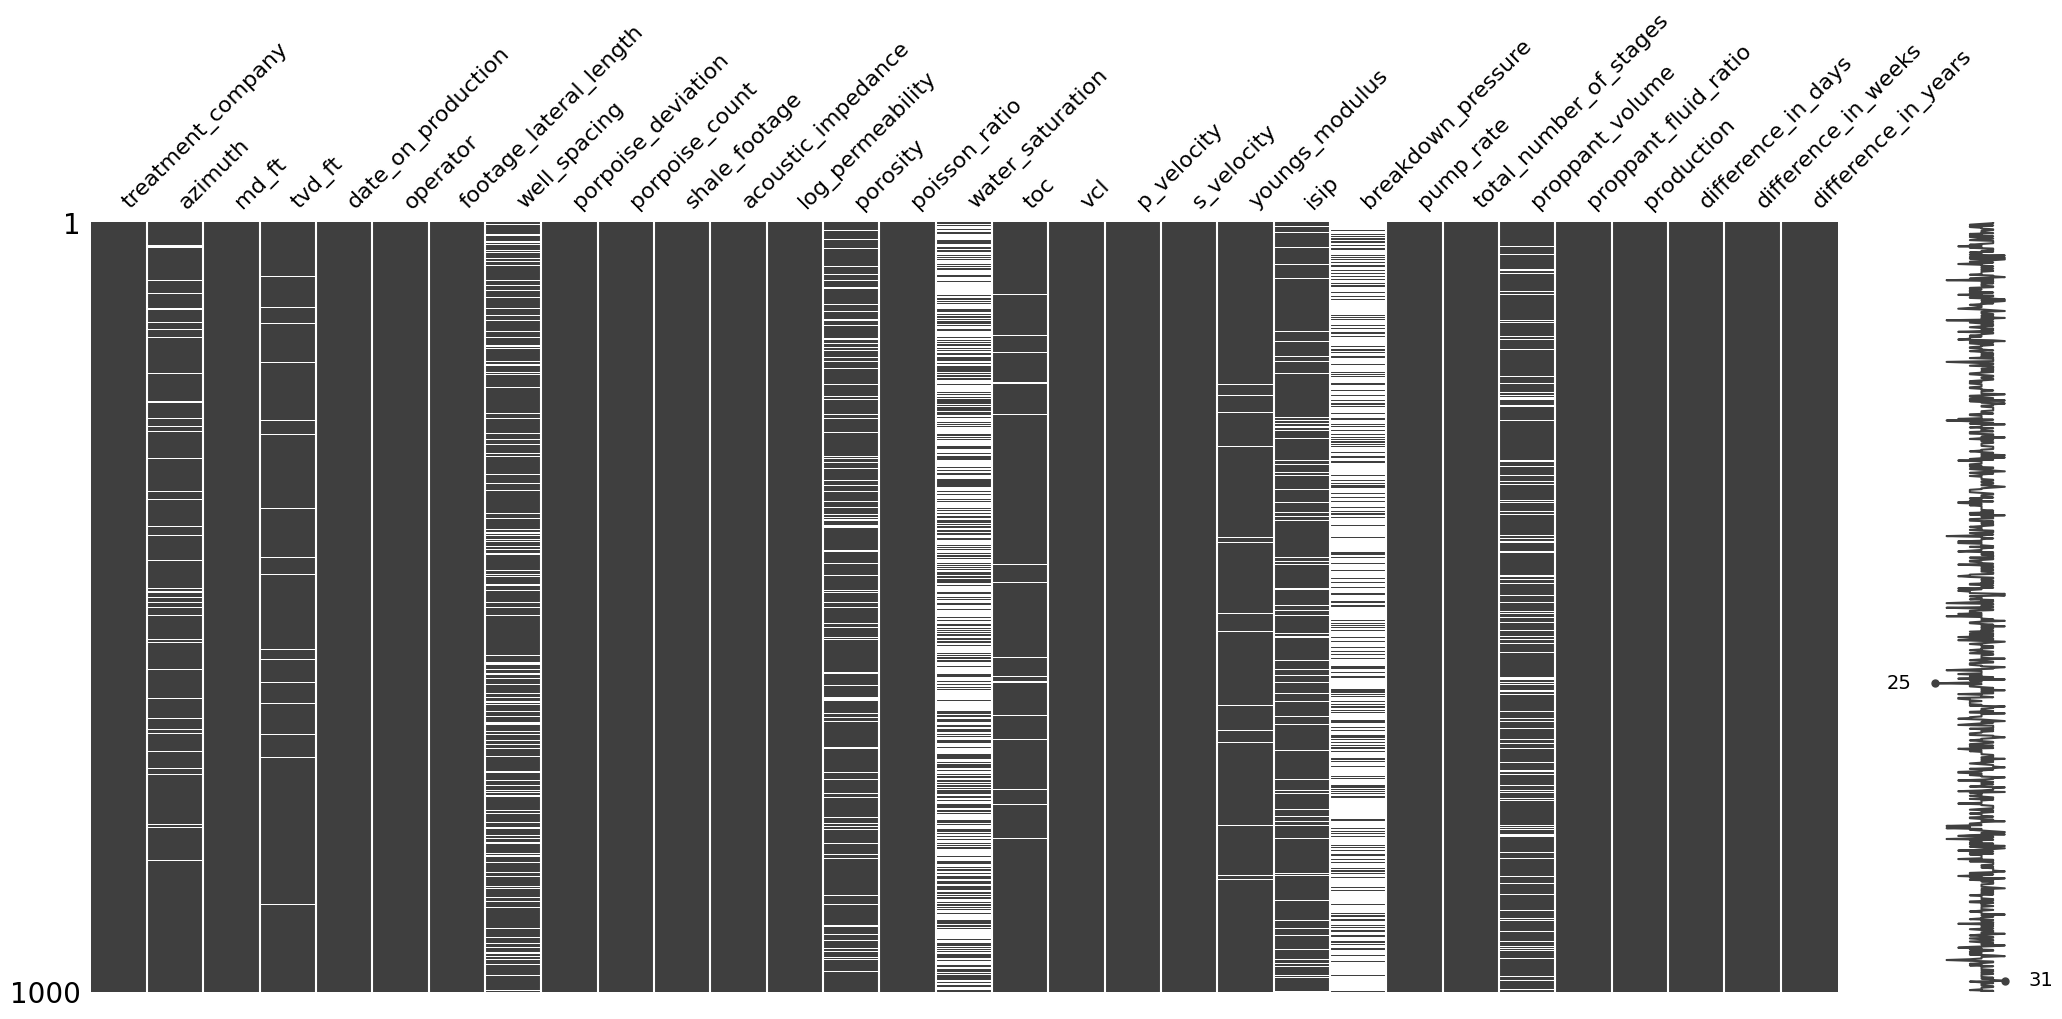 treatment_company
azimuth
md_ft
tvd_ft
date_on_production
operator
footage_lateral_length
well_spacing
porpoise_deviation
porpoise_count
shale_footage
acoustic_impedance
log_permeability
porosity
poisson_ratio
water_saturation
toc
vcl
p_velocity
s_velocity
youngs_modulus
isip
breakdown_pressure
pump_rate
total_number_of_stages
proppant_volume
proppant_fluid_ratio
production
difference_in_days
difference_in_weeks
difference_in_years
1
25
31
1000